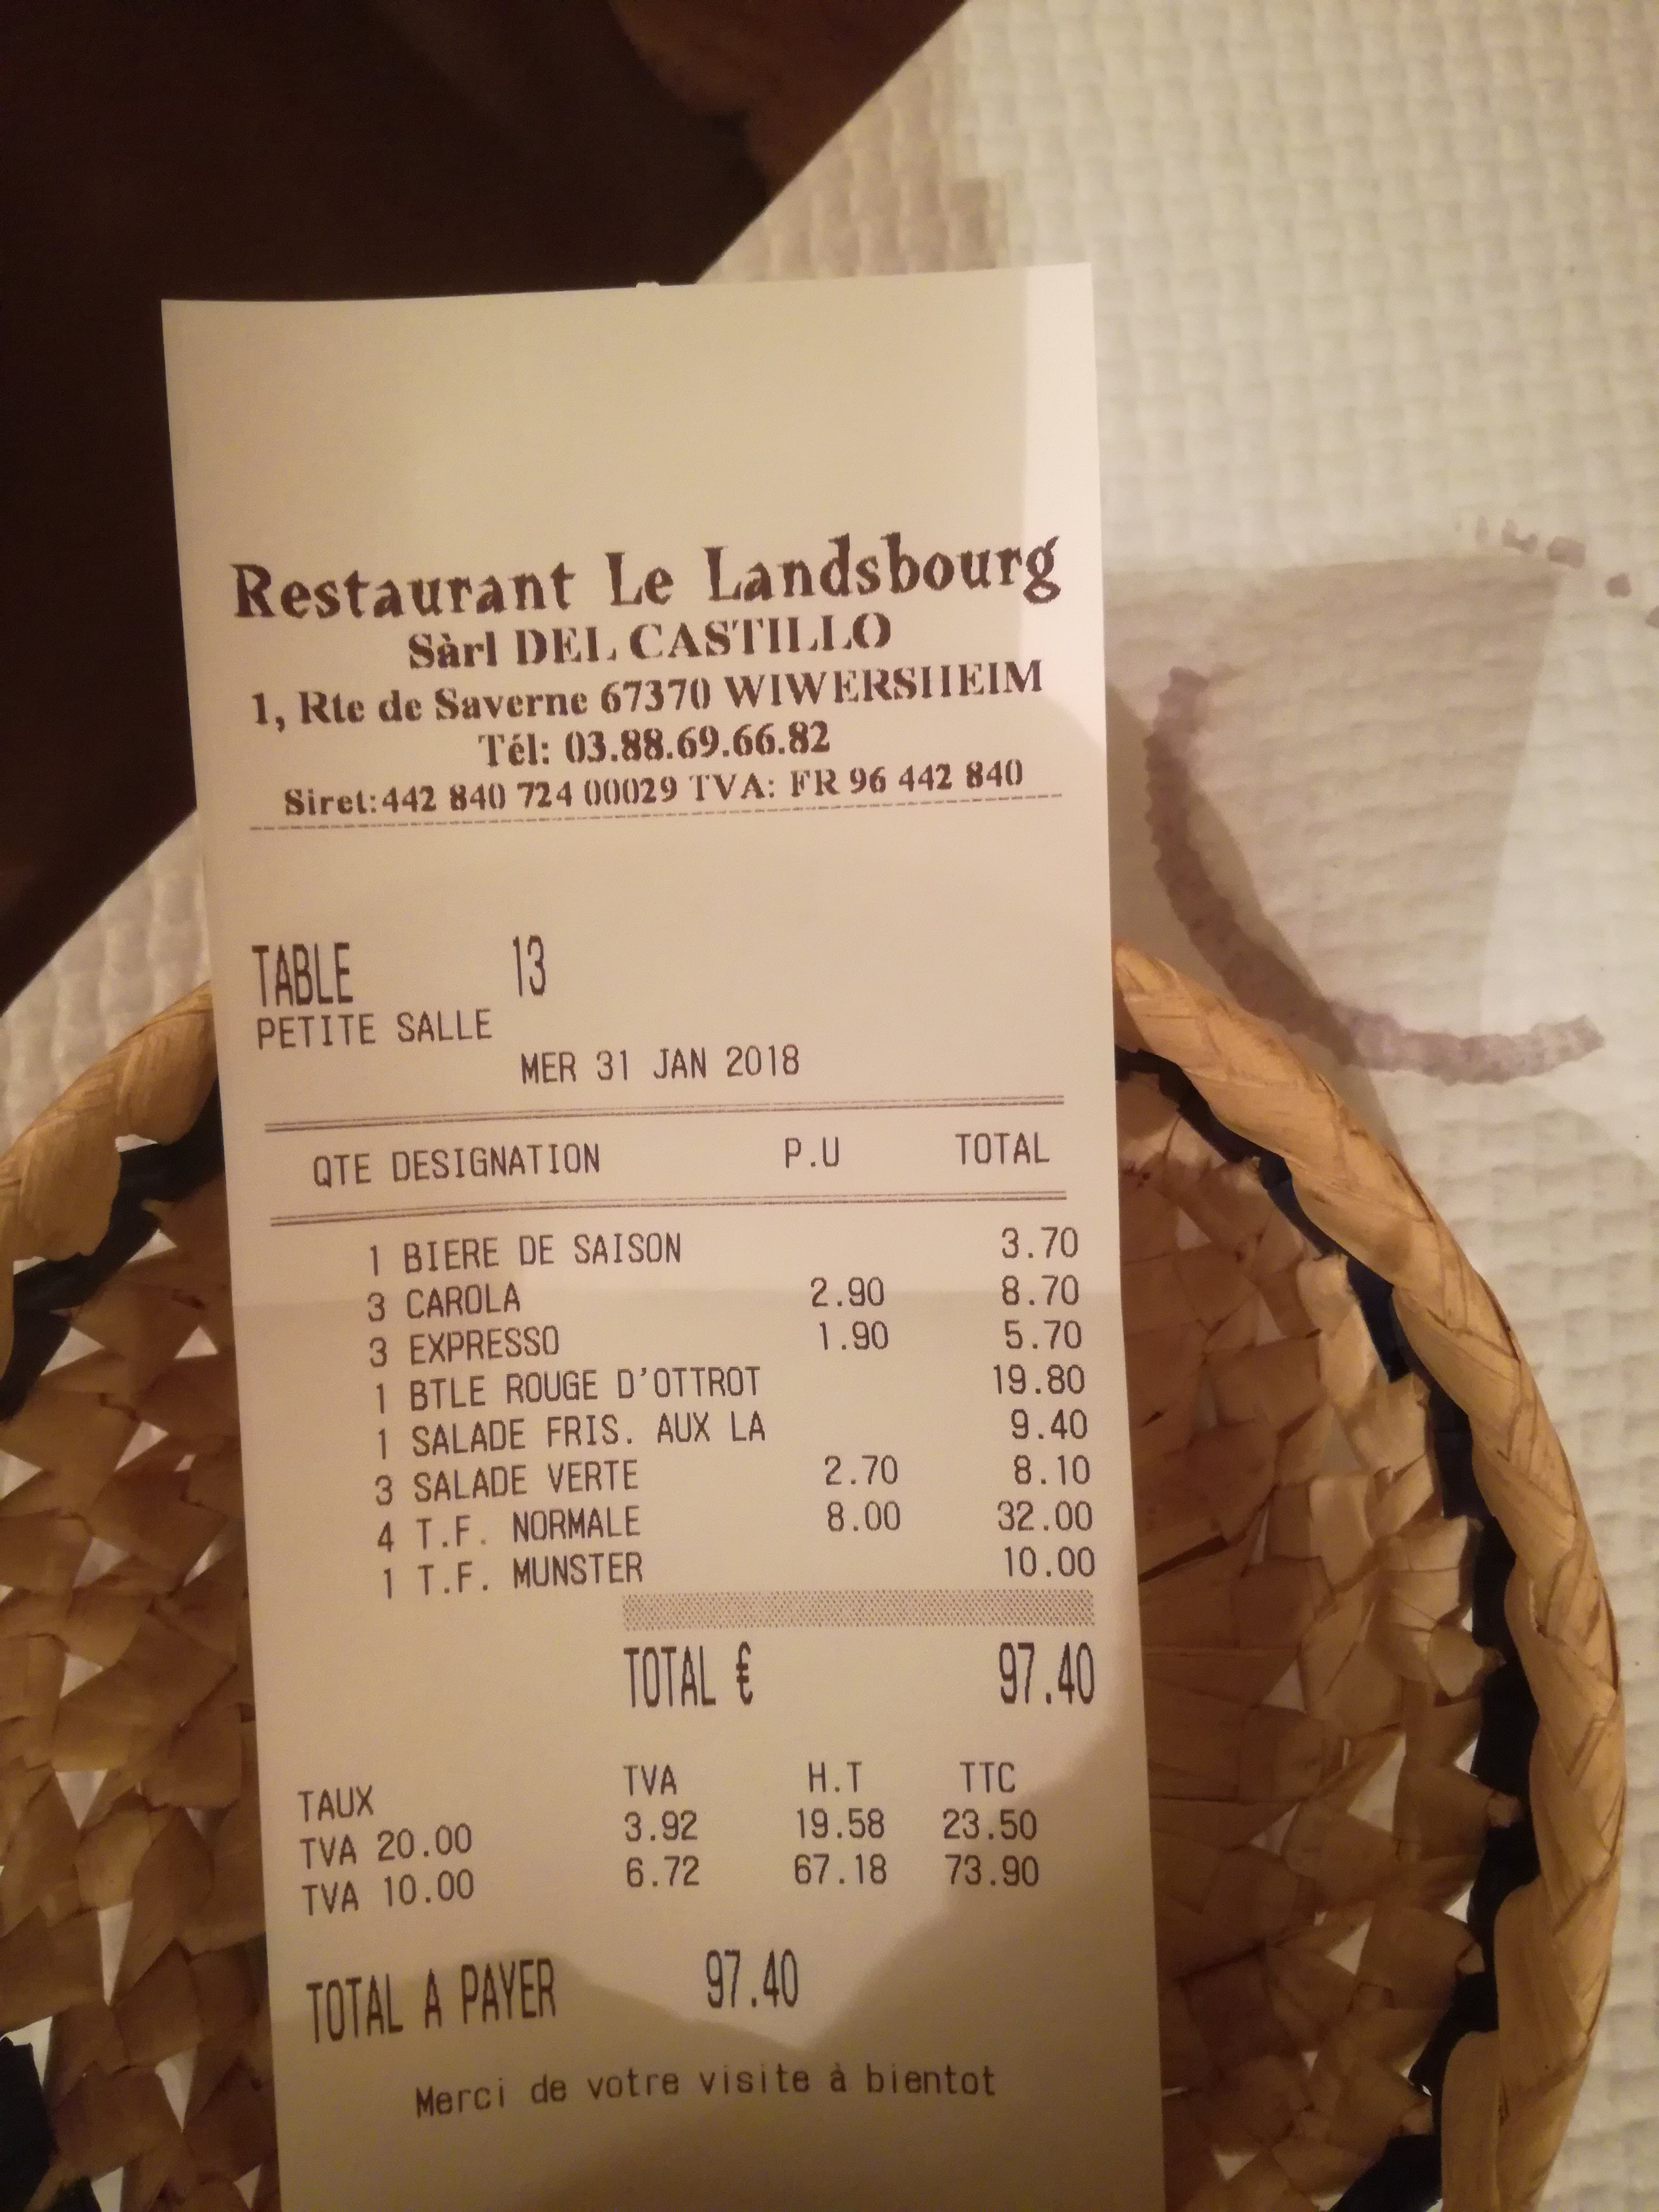 Restaurant Le Landsbourg
Sàrl DEL CASTILLO
1, Rte de Saverne 67370 WIWERSHEIM
Tél: 03.88.69.66.82
Siret:442 840 724 00029 TVA: FR 96 442 840
TABLE 13
PETITE SALLE
MER 31 JAN 2018
QTE DESIGNATION P.U TOTAL
1 BIERE DE SAISON 3.70
3 CAROLA 2.90 8.70
3 EXPRESSO 1.90 5.70
1 BTLE ROUGE D'OTTROT 19.80
1 SALADE FRIS. AUX LA 9.40
3 SALADE VERTE 2.70 8.10
4 T.F. NORMALE 8.00 32.00
1 T.F. MUNSTER 10.00
TOTAL € 97.40
TAUX TVA H.T TTC
TVA 20.00 3.92 19.58 23.50
TVA 10.00 6.72 67.18 73.90
TOTAL A PAYER 97.40
Merci de votre visite à bientot